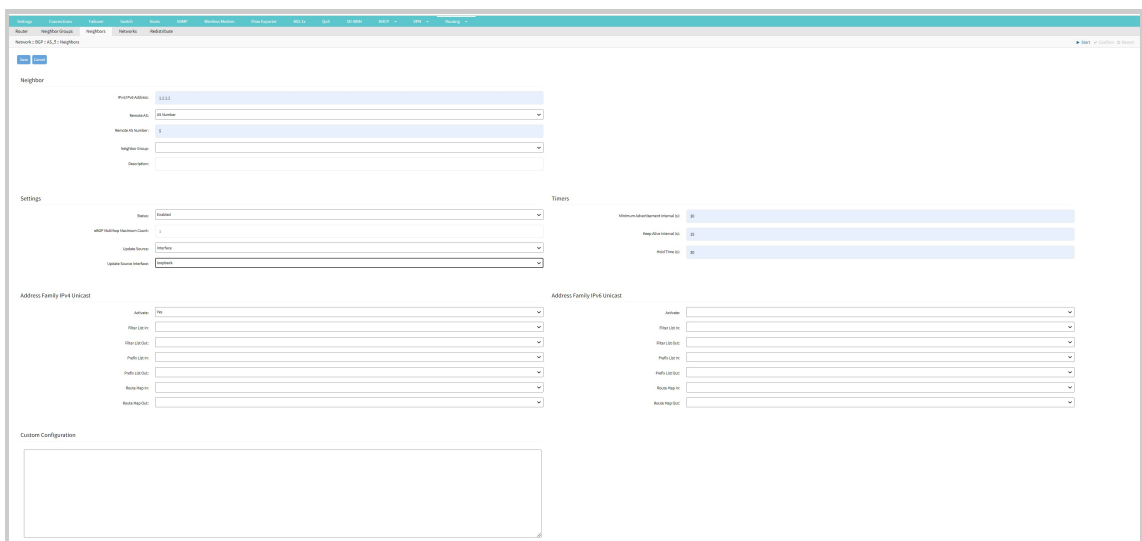 Settings Connections Failover Switch Hosts SNMP Wireless Modem Flow Exporter ACLs QoS SD-WAN DHCP VPN Routing
Router Neighbor Groups Neighbors Networks Redistribute
Network :: BGP :: AS_5 :: Neighbors Start
Save Cancel
Neighbor
IPv4/IPv6 Address:
Remote AS: AS Number
Remote AS Number: 5
Neighbor Group:
Description:
Settings Timers
Status: Enabled Minimum Advertisement Interval (s): 30
eBGP Multihop Maximum Count: Keep Alive Interval (s):
Update Source: Interface Hold Time (s):
Update Source Interface: loopback
Address Family IPv4 Unicast Address Family IPv6 Unicast
Activate: Yes Activate:
Filter List In: Filter List In:
Filter List Out: Filter List Out:
Prefix List In: Prefix List In:
Prefix List Out: Prefix List Out:
Route Map In: Route Map In:
Route Map Out: Route Map Out:
Custom Configuration